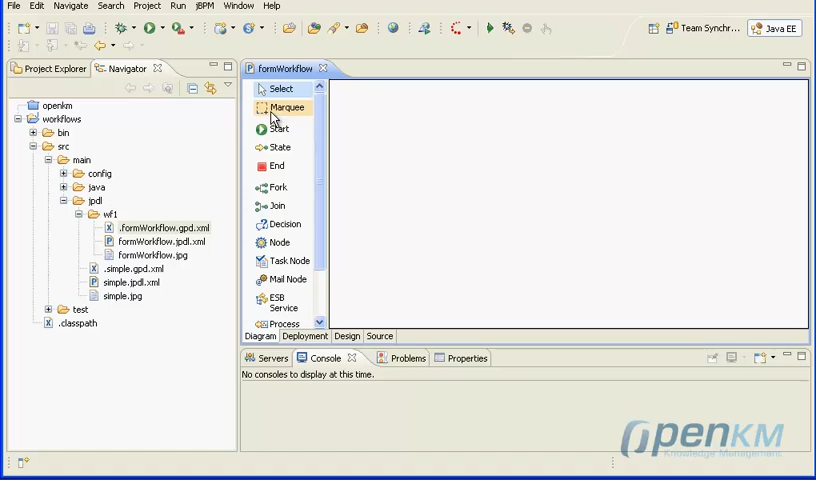 File Edit Navigate Search Project Run jBPM Window Help
Team Synchr... Java EE
Project Explorer Navigator
formWorkflow
openkm
workflows
bin
src
main
config
java
jpdl
wf1
.formWorkflow.gpd.xml
formWorkflow.jpdl.xml
formWorkflow.jpg
.simple.gpd.xml
simple.jpdl.xml
simple.jpg
test
.classpath
Select
Marquee
Start
State
End
Fork
Join
Decision
Node
Task Node
Mail Node
ESB
Service
Process
Diagram Deployment Design Source
Servers Console Problems Properties
No consoles to display at this time.
OpenKM
Knowledge Management